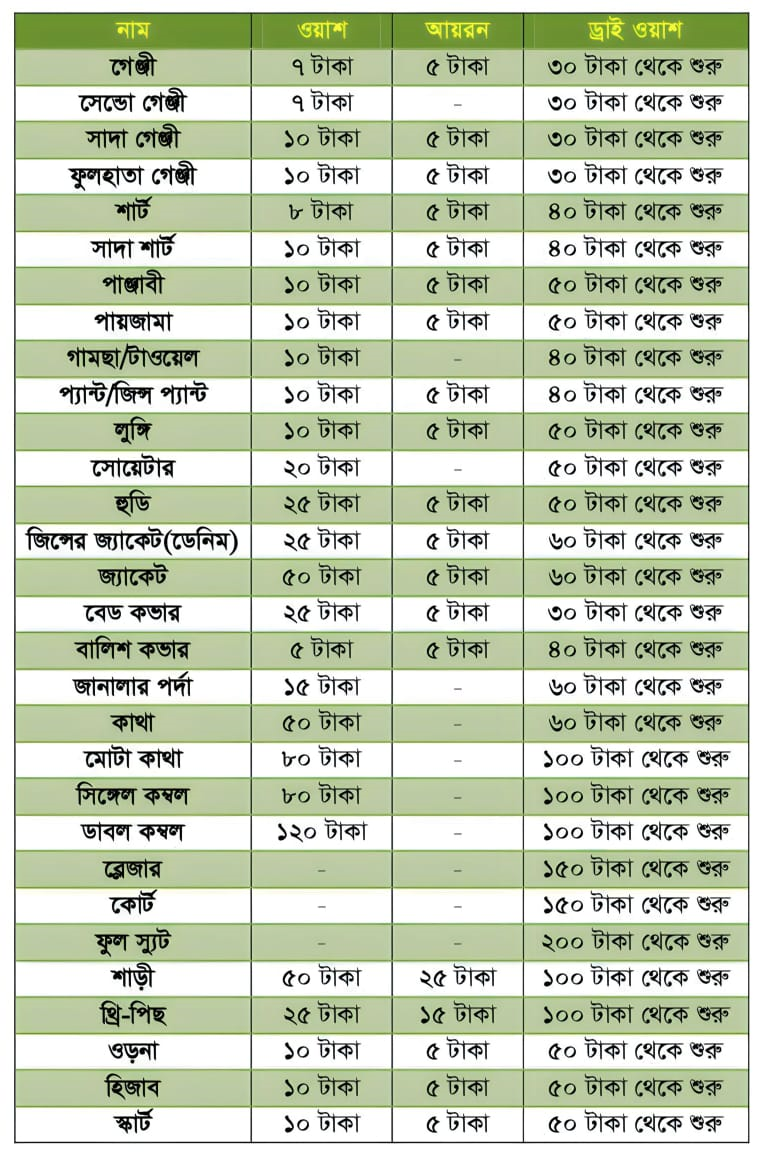 নাম ওয়াশ আয়রন ড্রাই ওয়াশ
গেঞ্জী ৭ টাকা ৫ টাকা ৩০ টাকা থেকে শুরু
সেন্ডো গেঞ্জী ৭ টাকা - ৩০ টাকা থেকে শুরু
সাদা গেঞ্জী ১০ টাকা ৫ টাকা ৩০ টাকা থেকে শুরু
ফুলহাতা গেঞ্জী ১০ টাকা ৫ টাকা ৩০ টাকা থেকে শুরু
শার্ট ৮ টাকা ৫ টাকা ৪০ টাকা থেকে শুরু
সাদা শার্ট ১০ টাকা ৫ টাকা ৪০ টাকা থেকে শুরু
পাঞ্জাবী ১০ টাকা ৫ টাকা ৫০ টাকা থেকে শুরু
পায়জামা ১০ টাকা ৫ টাকা ৫০ টাকা থেকে শুরু
গামছা/টাওয়েল ১০ টাকা - ৪০ টাকা থেকে শুরু
প্যান্ট/জিন্স প্যান্ট ১০ টাকা ৫ টাকা ৪০ টাকা থেকে শুরু
লুঙ্গি ১০ টাকা ৫ টাকা ৫০ টাকা থেকে শুরু
সোয়েটার ২০ টাকা - ৫০ টাকা থেকে শুরু
হুডি ২৫ টাকা ৫ টাকা ৫০ টাকা থেকে শুরু
জিন্সের জ্যাকেট(ডেনিম) ২৫ টাকা ৫ টাকা ৬০ টাকা থেকে শুরু
জ্যাকেট ৫০ টাকা ৫ টাকা ৬০ টাকা থেকে শুরু
বেড কভার ২৫ টাকা ৫ টাকা ৩০ টাকা থেকে শুরু
বালিশ কভার ৫ টাকা ৫ টাকা ৪০ টাকা থেকে শুরু
জানালার পর্দা ১৫ টাকা - ৬০ টাকা থেকে শুরু
কাথা ৫০ টাকা - ৬০ টাকা থেকে শুরু
মোটা কাথা ৮০ টাকা - ১০০ টাকা থেকে শুরু
সিঙ্গেল কম্বল ৮০ টাকা - ১০০ টাকা থেকে শুরু
ডাবল কম্বল ১২০ টাকা - ১০০ টাকা থেকে শুরু
ব্লেজার - - ১৫০ টাকা থেকে শুরু
কোর্ট - - ১৫০ টাকা থেকে শুরু
ফুল স্যুট - - ২০০ টাকা থেকে শুরু
শাড়ী ৫০ টাকা ২৫ টাকা ১০০ টাকা থেকে শুরু
থ্রি-পিছ ২৫ টাকা ১৫ টাকা ১০০ টাকা থেকে শুরু
ওড়না ১০ টাকা ৫ টাকা ৫০ টাকা থেকে শুরু
হিজাব ১০ টাকা ৫ টাকা ৫০ টাকা থেকে শুরু
স্কার্ট ১০ টাকা ৫ টাকা ৫০ টাকা থেকে শুরু